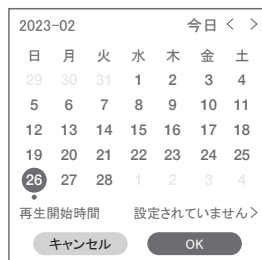 2023-02 今日 < >
日 月 火 水 木 金 土
29 30 31 1 2 3 4
5 6 7 8 9 10 11
12 13 14 15 16 17 18
19 20 21 22 23 24 25
26 27 28 1 2 3 4
再生開始時間 設定されていません>
キャンセル OK